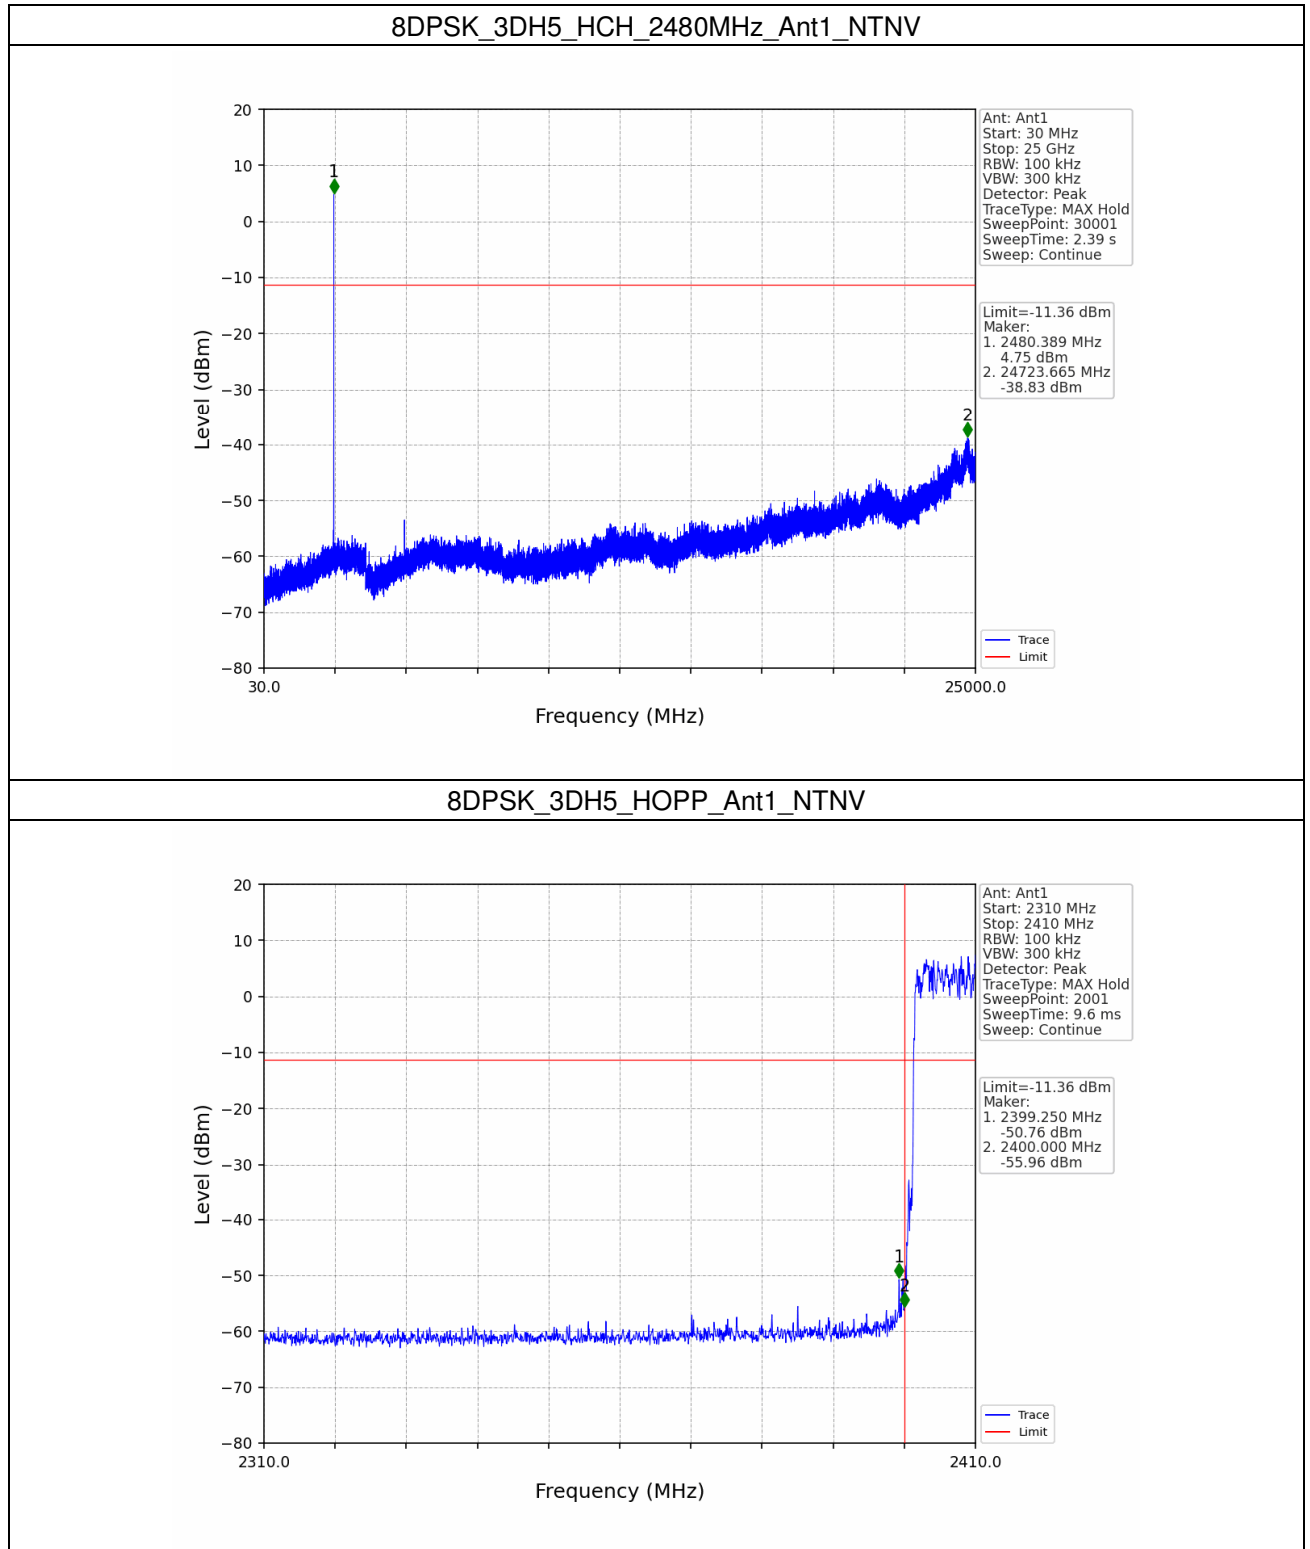 8DPSK_3DH5_HCH_2480MHz_Ant1_NTNV
20
10
0
−10
−20
−30
−40
−50
−60
−70
−80
Level (dBm)
1
2
30.0
25000.0
Frequency (MHz)
Ant: Ant1
Start: 30 MHz
Stop: 25 GHz
RBW: 100 kHz
VBW: 300 kHz
Detector: Peak
TraceType: MAX Hold
SweepPoint: 30001
SweepTime: 2.39 s
Sweep: Continue
Limit=-11.36 dBm
Maker:
1. 2480.389 MHz
4.75 dBm
2. 24723.665 MHz
-38.83 dBm
Trace
Limit
8DPSK_3DH5_HOPP_Ant1_NTNV
20
10
0
−10
−20
−30
−40
−50
−60
−70
−80
Level (dBm)
1
2
2310.0
2410.0
Frequency (MHz)
Ant: Ant1
Start: 2310 MHz
Stop: 2410 MHz
RBW: 100 kHz
VBW: 300 kHz
Detector: Peak
TraceType: MAX Hold
SweepPoint: 2001
SweepTime: 9.6 ms
Sweep: Continue
Limit=-11.36 dBm
Maker:
1. 2399.250 MHz
-50.76 dBm
2. 2400.000 MHz
-55.96 dBm
Trace
Limit